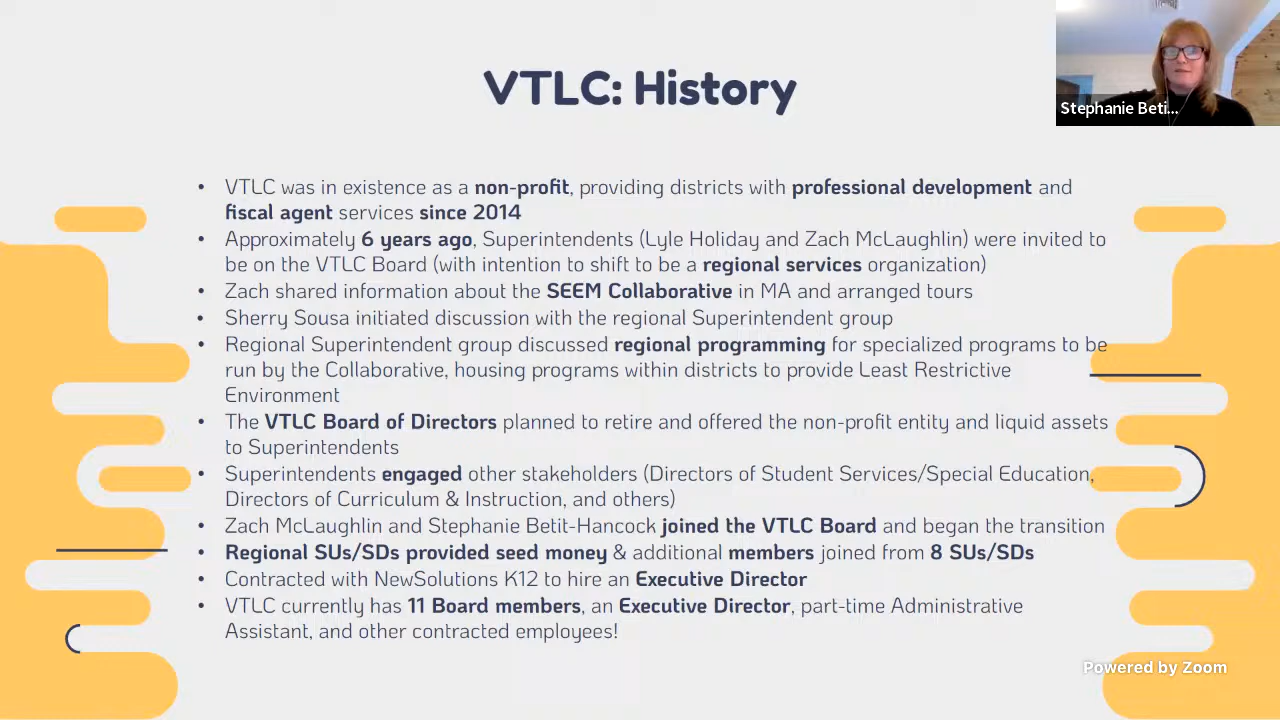 VTLC: History
Stephanie Beti...
• VTLC was in existence as a non-profit, providing districts with professional development and
fiscal agent services since 2014
• Approximately 6 years ago, Superintendents (Lyle Holiday and Zach McLaughlin) were invited to
be on the VTLC Board (with intention to shift to be a regional services organization)
• Zach shared information about the SEEM Collaborative in MA and arranged tours
• Sherry Sousa initiated discussion with the regional Superintendent group
• Regional Superintendent group discussed regional programming for specialized programs to be
run by the Collaborative, housing programs within districts to provide Least Restrictive
Environment
• The VTLC Board of Directors planned to retire and offered the non-profit entity and liquid assets
to Superintendents
• Superintendents engaged other stakeholders (Directors of Student Services/Special Education,
Directors of Curriculum & Instruction, and others)
• Zach McLaughlin and Stephanie Betit-Hancock joined the VTLC Board and began the transition
• Regional SUs/SDs provided seed money & additional members joined from 8 SUs/SDs
• Contracted with NewSolutions K12 to hire an Executive Director
• VTLC currently has 11 Board members, an Executive Director, part-time Administrative
Assistant, and other contracted employees!
Powered by Zoom